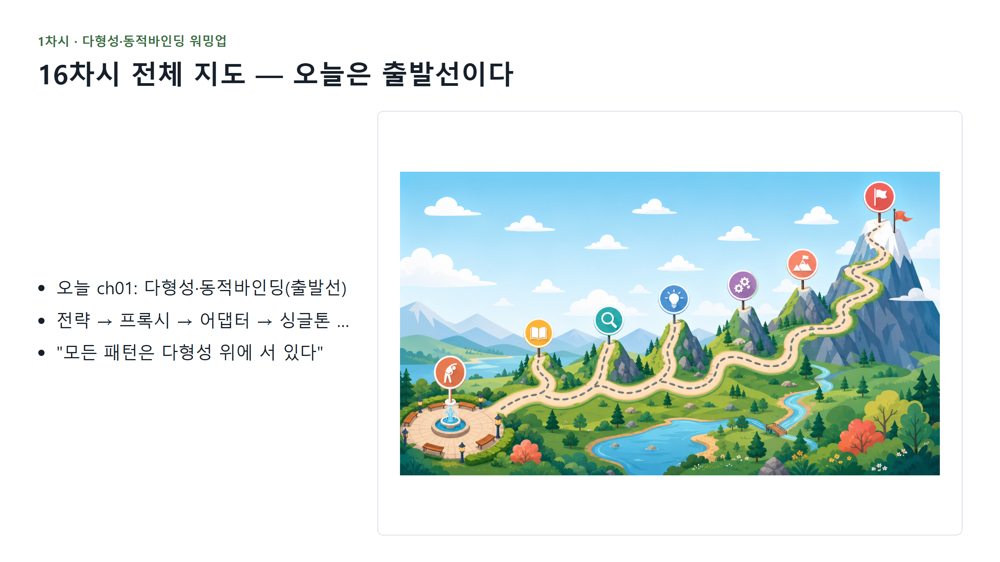 1차시 · 다형성·동적바인딩 워밍업
16차시 전체 지도 — 오늘은 출발선이다
• 오늘 ch01: 다형성·동적바인딩(출발선)
• 전략 → 프록시 → 어댑터 → 싱글톤 ...
• "모든 패턴은 다형성 위에 서 있다"